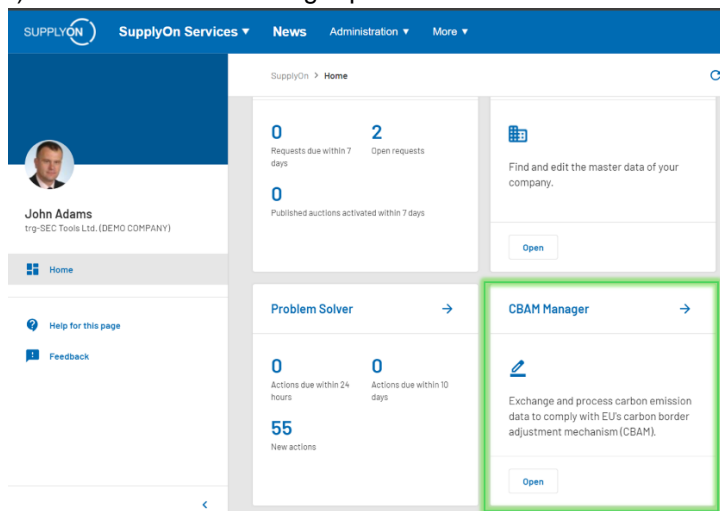 SUPPLYON
SupplyOn Services ▼
News
Administration ▼
More ▼
SupplyOn > Home
John Adams
trg-SEC Tools Ltd. (DEMO COMPANY)
Home
Help for this page
Feedback
0
Requests due within 7
days
2
Open requests
0
Published auctions activated within 7 days
Find and edit the master data of your
company.
Open
Problem Solver
0
Actions due within 24
hours
0
Actions due within 10
days
55
New actions
CBAM Manager
Exchange and process carbon emission
data to comply with EU's carbon border
adjustment mechanism (CBAM).
Open